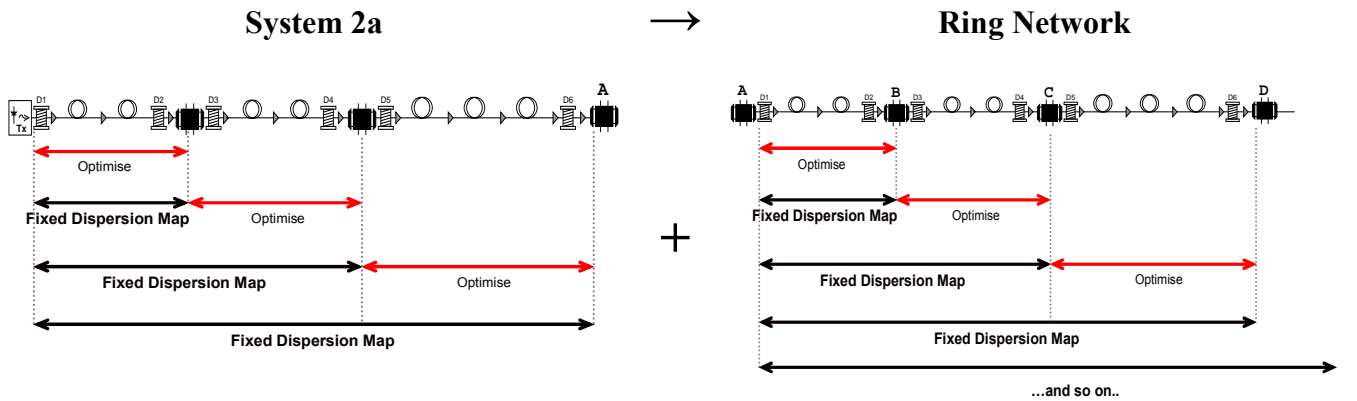 System 2a → Ring Network
D1 D2 D3 D4 D5 D6 A
Tx
A D1 D2 B D3 D4 C D5 D6 D
Optimise
Optimise
Fixed Dispersion Map Optimise
Fixed Dispersion Map Optimise
+
Fixed Dispersion Map Optimise
Fixed Dispersion Map Optimise
Fixed Dispersion Map
Fixed Dispersion Map
...and so on..